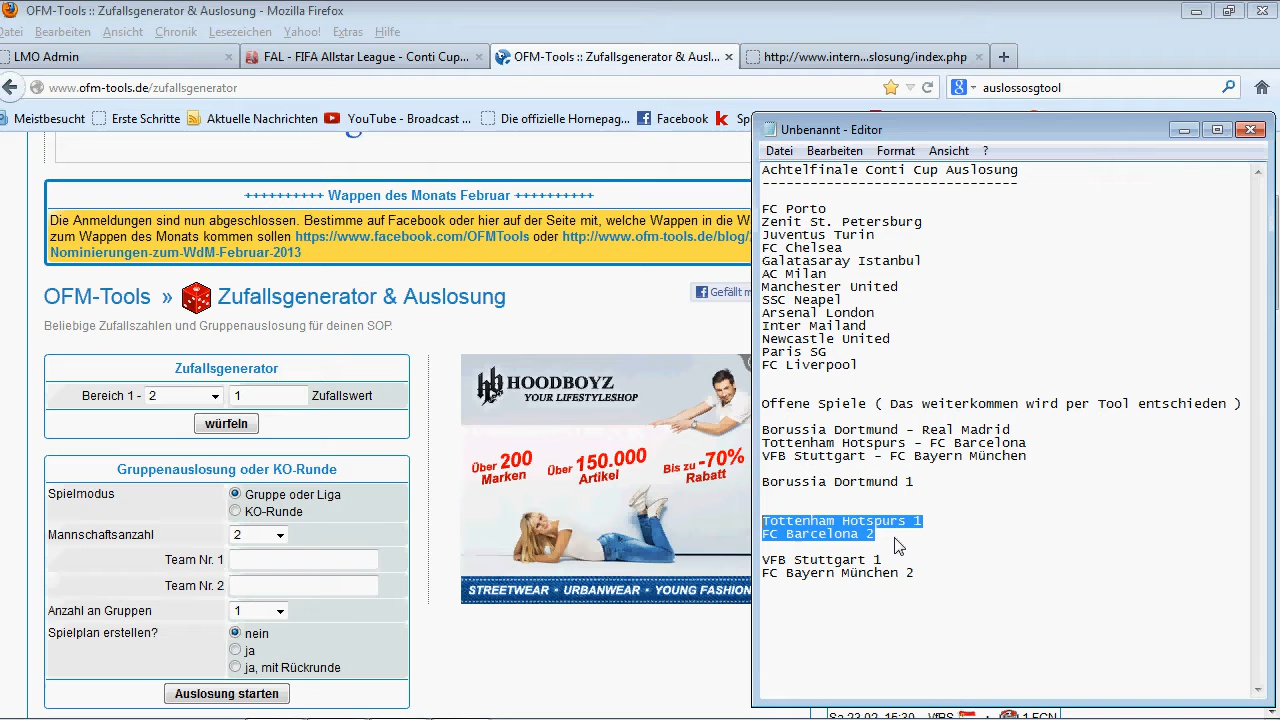 OFM-Tools :: Zufallsgenerator & Auslosung - Mozilla Firefox
Datei Bearbeiten Ansicht Chronik Lesezeichen Yahoo! Extras Hilfe
LMO Admin
FAL - FIFA Allstar League - Conti Cup...
OFM-Tools :: Zufallsgenerator & Ausl...
http://www.intern...slosung/index.php
www.ofm-tools.de/zufallsgenerator
auslossosgtool
Meistbesucht
Erste Schritte
Aktuelle Nachrichten
YouTube - Broadcast ...
Die offizielle Homepag...
Facebook
Sp
++++++++++ Wappen des Monats Februar ++++++++++
Die Anmeldungen sind nun abgeschlossen. Bestimme auf Facebook oder hier auf der Seite mit, welche Wappen in die W
zum Wappen des Monats kommen sollen https://www.facebook.com/OFMTools oder http://www.ofm-tools.de/blog/
Nominierungen-zum-WdM-Februar-2013
OFM-Tools » Zufallsgenerator & Auslosung
Gefällt m
Beliebige Zufallszahlen und Gruppenauslosung für deinen SOP.
Zufallsgenerator
Bereich 1 - 2 1 Zufallswert
würfeln
Gruppenauslosung oder KO-Runde
Spielmodus
Gruppe oder Liga
KO-Runde
Mannschaftsanzahl 2
Team Nr. 1
Team Nr. 2
Anzahl an Gruppen 1
Spielplan erstellen?
nein
ja
ja, mit Rückrunde
Auslosung starten
HOODBOYZ
YOUR LIFESTYLESHOP
Über 200 Marken
Über 150.000 Artikel
Bis zu -70% Rabatt
STREETWEAR • URBANWEAR • YOUNG FASHION
Unbenannt - Editor
Datei Bearbeiten Format Ansicht ?
Achtelfinale Conti Cup Auslosung
--------------------------------
FC Porto
Zenit St. Petersburg
Juventus Turin
FC Chelsea
Galatasaray Istanbul
AC Milan
Manchester United
SSC Neapel
Arsenal London
Inter Mailand
Newcastle United
Paris SG
FC Liverpool
Offene Spiele ( Das weiterkommen wird per Tool entschieden )
Borussia Dortmund - Real Madrid
Tottenham Hotspurs - FC Barcelona
VFB Stuttgart - FC Bayern München
Borussia Dortmund 1
Tottenham Hotspurs 1
FC Barcelona 2
VFB Stuttgart 1
FC Bayern München 2
Sa 23.02. 15:30 VfBS : 1.FCN